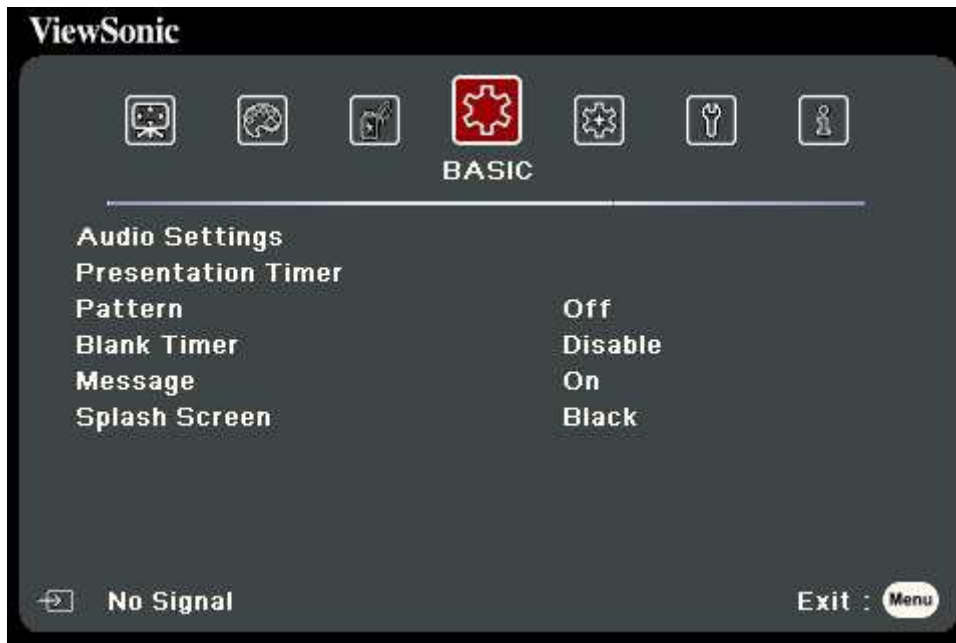 ViewSonic
BASIC
Audio Settings
Presentation Timer
Pattern Off
Blank Timer Disable
Message On
Splash Screen Black
No Signal Exit : Menu